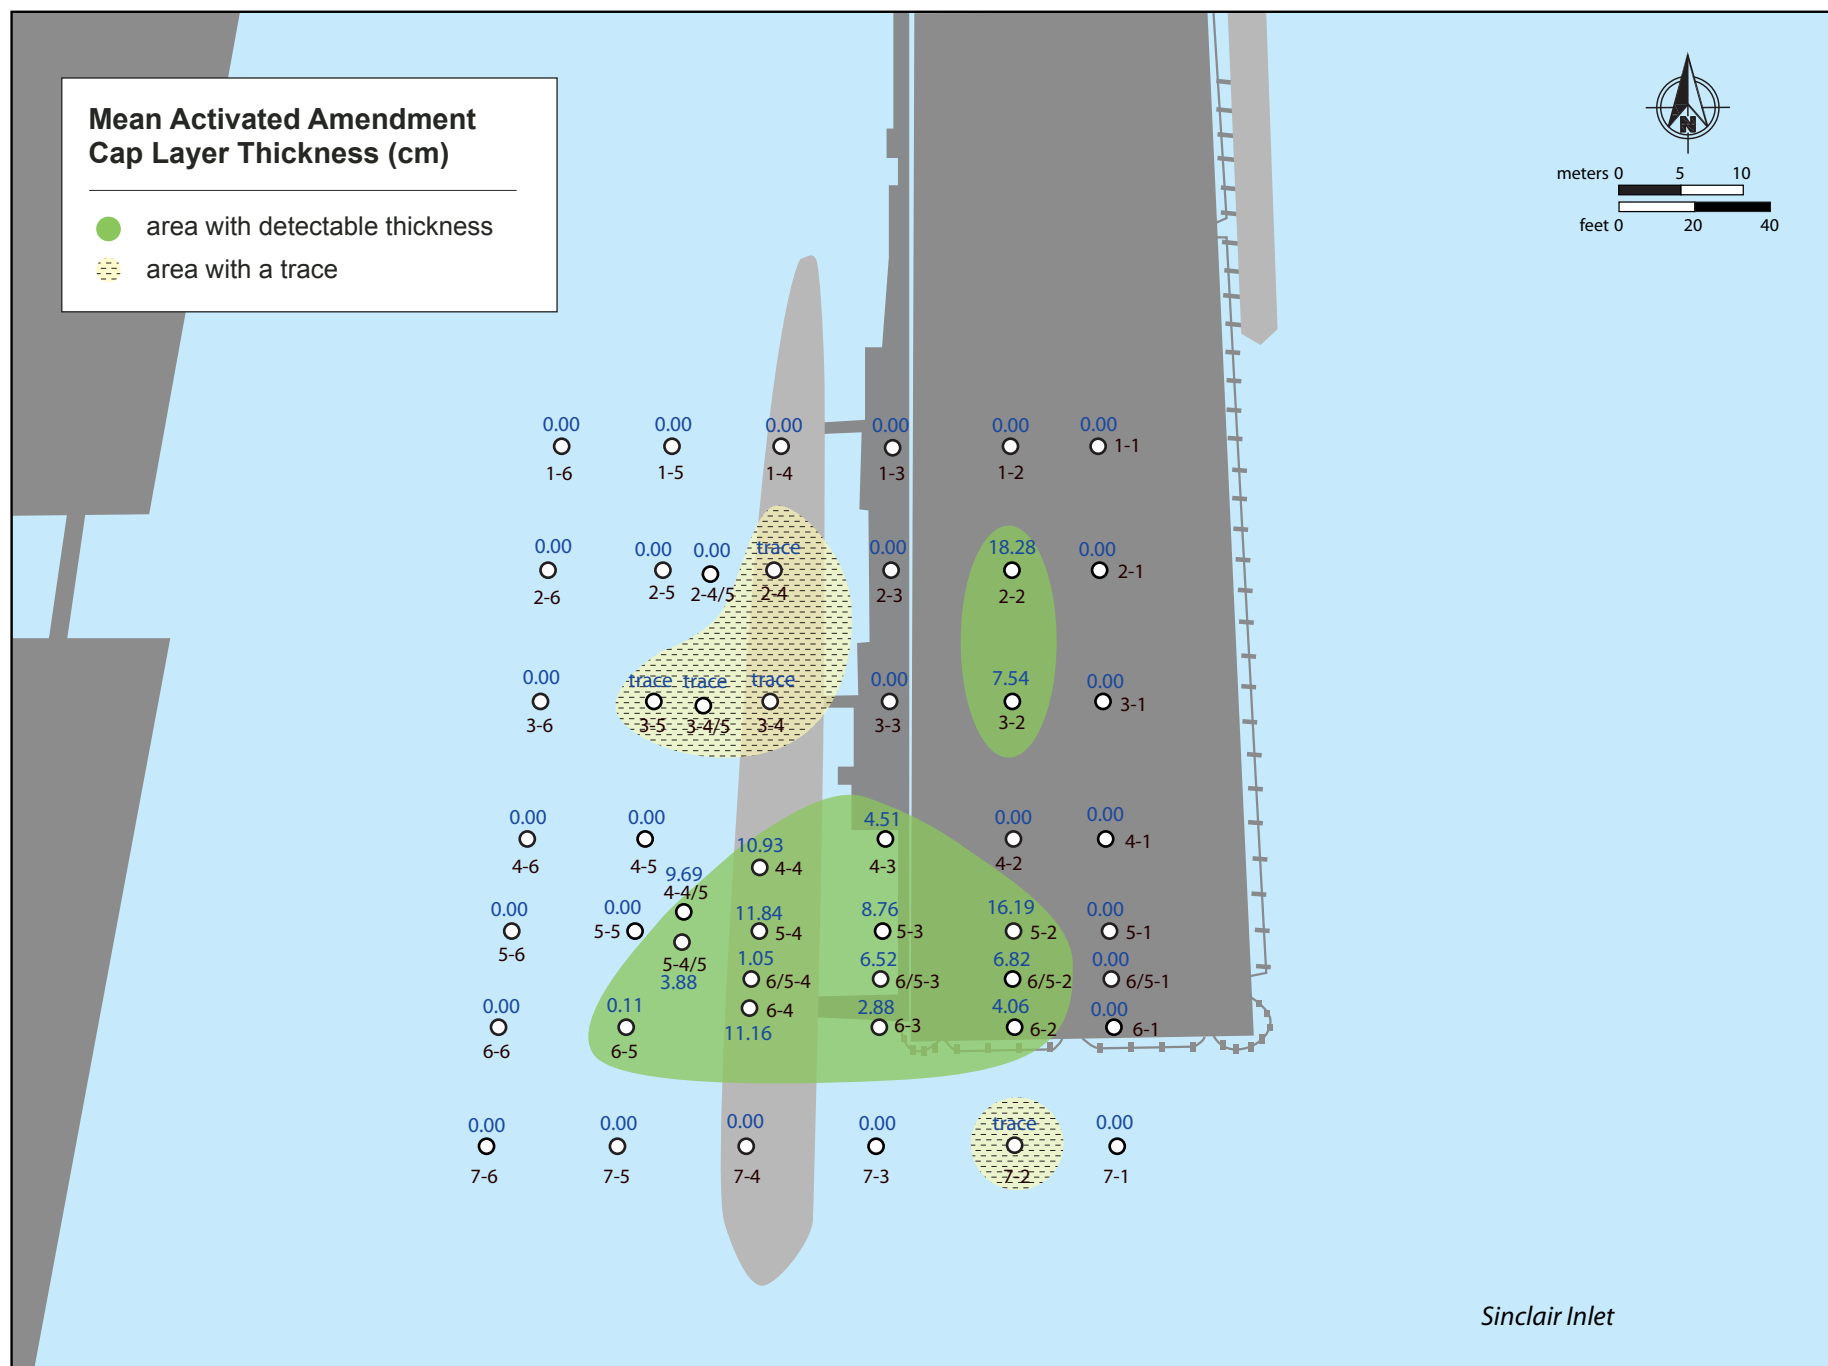 Mean Activated Amendment
Cap Layer Thickness (cm)
area with detectable thickness
area with a trace
N
meters 0 5 10
feet 0 20 40
0.00 0.00 0.00 0.00 0.00 0.00
1-6 1-5 1-4 1-3 1-2 1-1
0.00 0.00 0.00 trace 0.00 18.28 0.00
2-6 2-5 2-4/5 2-4 2-3 2-2 2-1
0.00 trace trace trace 0.00 7.54 0.00
3-6 3-5 3-4/5 3-4 3-3 3-2 3-1
0.00 0.00 10.93 4.51 0.00 0.00
4-6 4-5 4-4 4-3 4-2 4-1
9.69
4-4/5
0.00 0.00 11.84 8.76 16.19 0.00
5-6 5-5 5-4 5-3 5-2 5-1
5-4/5
3.88
1.05 6.52 6.82 0.00
6/5-4 6/5-3 6/5-2 6/5-1
0.00 0.11 2.88 4.06 0.00
6-6 6-5 6-4 6-3 6-2 6-1
11.16
0.00 0.00 0.00 0.00 trace 0.00
7-6 7-5 7-4 7-3 7-2 7-1
Sinclair Inlet